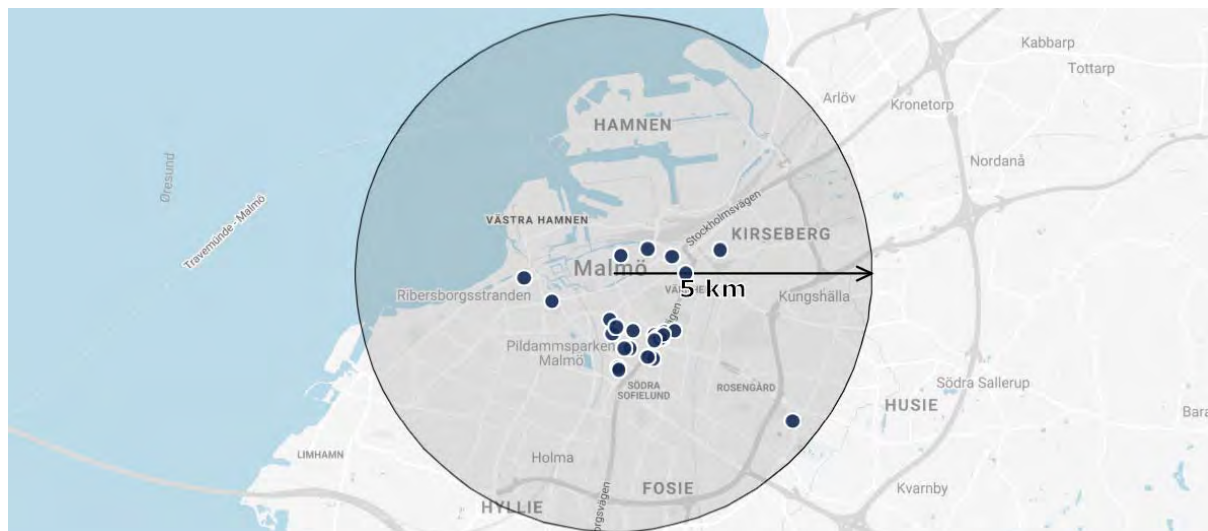 Kabbarp
Tottarp
Arlöv
Kronetorp
HAMNEN
Nordanå
Øresund
Travemünde - Malmö
VÄSTRA HAMNEN
Stockholmsvägen
KIRSEBERG
Malmö
5 km
Ribersborgsstranden
Kungshälla
Pildammsparken
Malmö
SÖDRA
SOFIELUND
ROSENGÅRD
Södra Sallerup
HUSIE
Bara
LIMHAMN
Holma
FOSIE
Kvarnby
HYLLIE